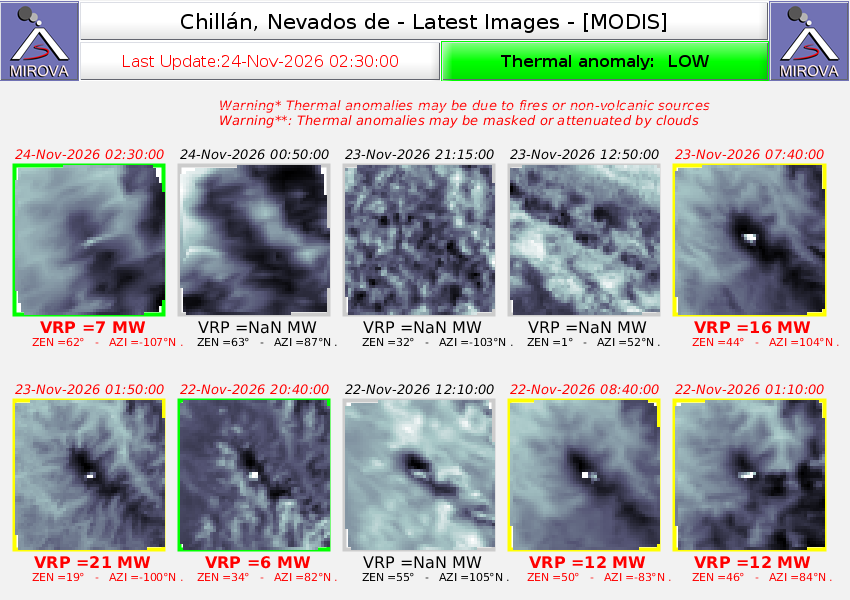 Chillán, Nevados de - Latest Images - [MODIS]
MIROVA
Last Update:24-Nov-2026 02:30:00
Thermal anomaly: LOW
MIROVA
Warning* Thermal anomalies may be due to fires or non-volcanic sources
Warning**: Thermal anomalies may be masked or attenuated by clouds
24-Nov-2026 02:30:00 24-Nov-2026 00:50:00 23-Nov-2026 21:15:00 23-Nov-2026 12:50:00 23-Nov-2026 07:40:00
VRP =7 MW VRP =NaN MW VRP =NaN MW VRP =NaN MW VRP =16 MW
ZEN =62° - AZI =-107°N . ZEN =63° - AZI =87°N . ZEN =32° - AZI =-103°N . ZEN =1° - AZI =52°N . ZEN =44° - AZI =104°N .
23-Nov-2026 01:50:00 22-Nov-2026 20:40:00 22-Nov-2026 12:10:00 22-Nov-2026 08:40:00 22-Nov-2026 01:10:00
VRP =21 MW VRP =6 MW VRP =NaN MW VRP =12 MW VRP =12 MW
ZEN =19° - AZI =-100°N . ZEN =34° - AZI =82°N . ZEN =55° - AZI =105°N . ZEN =50° - AZI =-83°N . ZEN =46° - AZI =84°N .